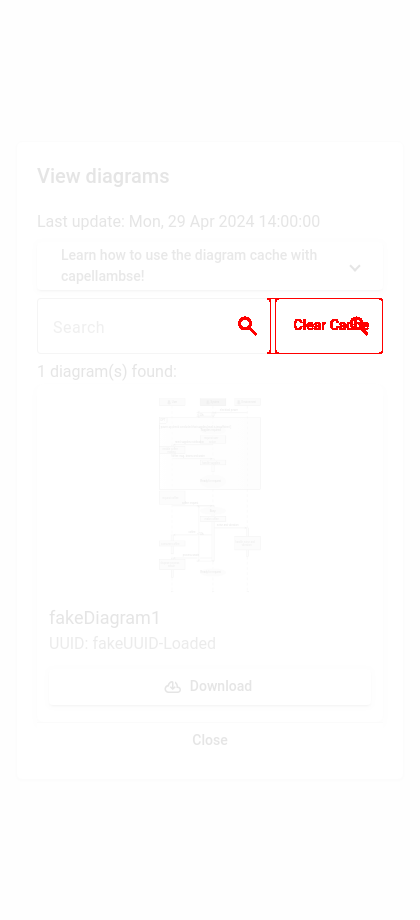 View diagrams
Last update: Mon, 29 Apr 2024 14:00:00
Learn how to use the diagram cache with
capellambse!
Search
Clear Cache
1 diagram(s) found:
fakeDiagram1
UUID: fakeUUID-Loaded
Download
Close